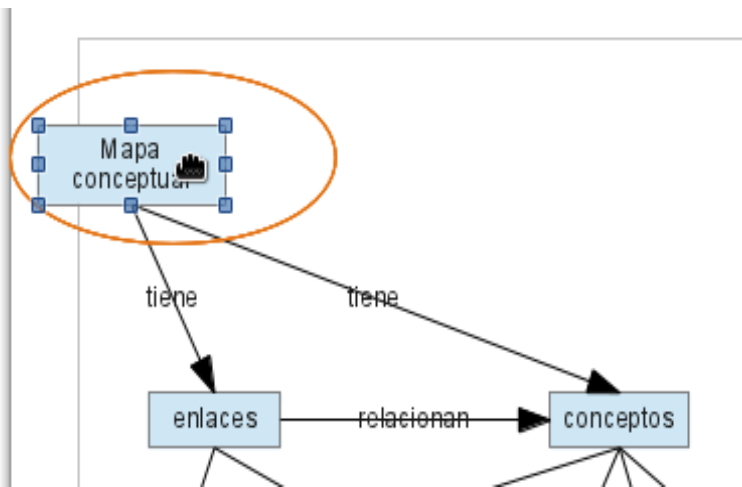 Mapa
conceptual
tiene
tiene
enlaces
relacionan
conceptos